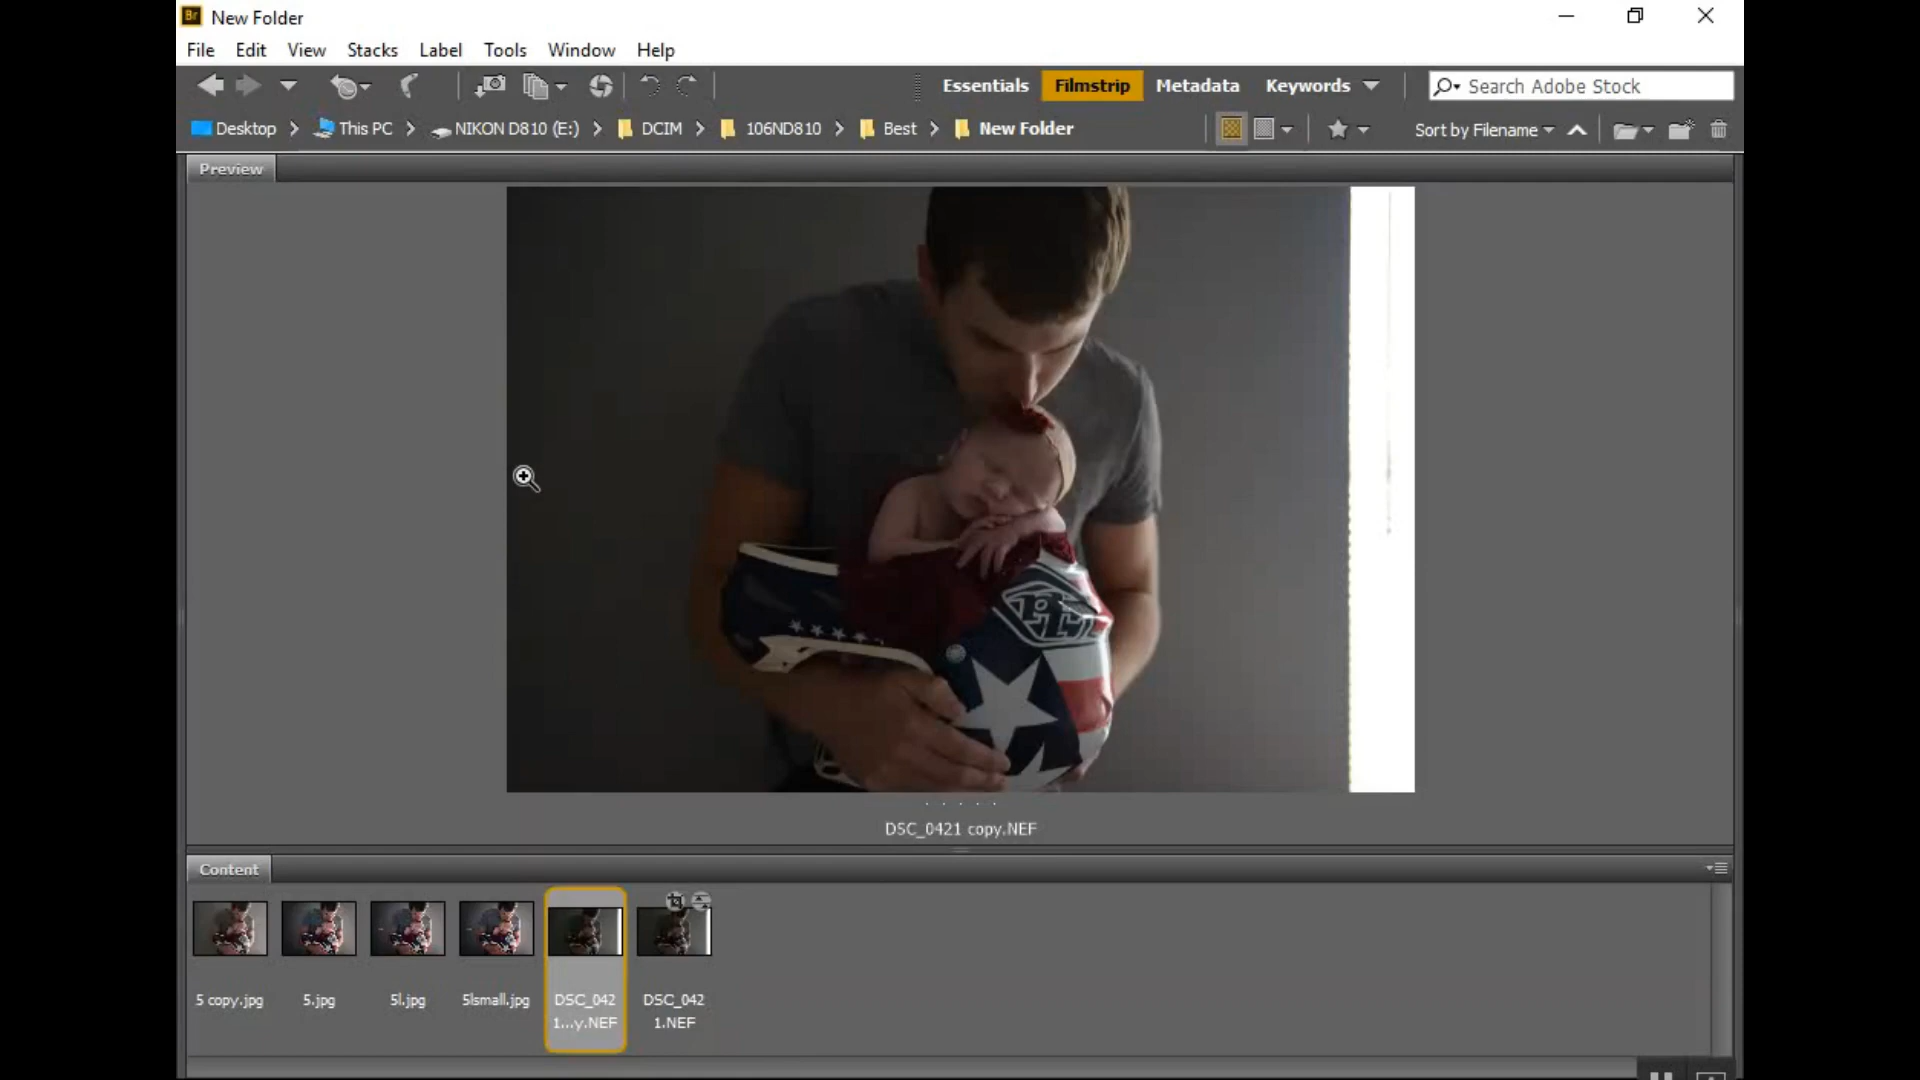 Br New Folder
File Edit View Stacks Label Tools Window Help
Essentials Filmstrip Metadata Keywords Search Adobe Stock
Desktop This PC NIKON D810 (E:) DCIM 106ND810 Best New Folder Sort by Filename
Preview
DSC_0421 copy.NEF
Content
5 copy.jpg 5.jpg 5l.jpg 5lsmall.jpg DSC_042 DSC_042
1...y.NEF 1.NEF